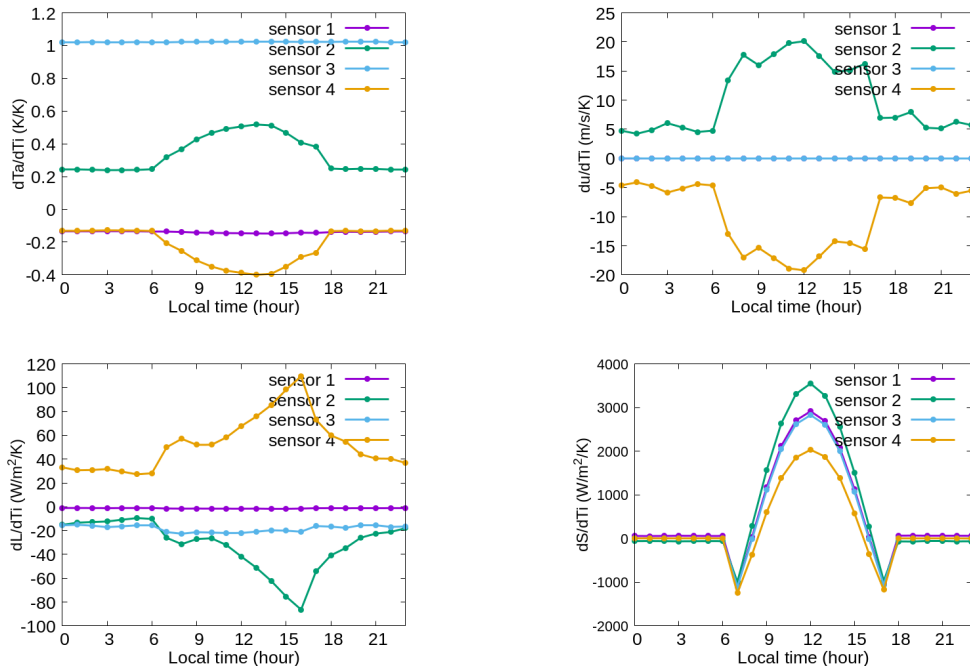 1.2
1
0.8
0.6
0.4
0.2
0
-0.2
-0.4
dTa/dTi (K/K)
sensor 1
sensor 2
sensor 3
sensor 4
0 3 6 9 12 15 18 21
Local time (hour)
25
20
15
10
5
0
-5
-10
-15
-20
du/dTi (m/s/K)
sensor 1
sensor 2
sensor 3
sensor 4
0 3 6 9 12 15 18 21
Local time (hour)
120
100
80
60
40
20
0
-20
-40
-60
-80
-100
dL/dTi (W/m²/K)
sensor 1
sensor 2
sensor 3
sensor 4
0 3 6 9 12 15 18 21
Local time (hour)
4000
3000
2000
1000
0
-1000
-2000
dS/dTi (W/m²/K)
sensor 1
sensor 2
sensor 3
sensor 4
0 3 6 9 12 15 18 21
Local time (hour)